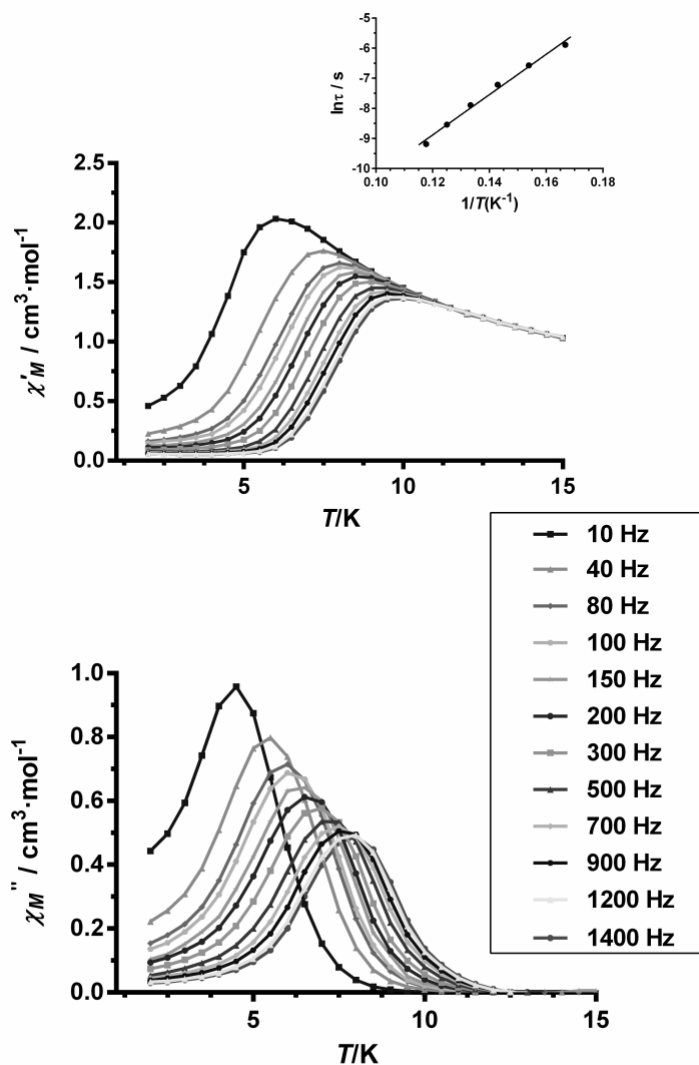 -5
-6
-7
-8
-9
-10
lnτ / s
0.10 0.12 0.14 0.16 0.18
1/T(K⁻¹)
2.5
2.0
1.5
1.0
0.5
0.0
χ'M / cm³·mol⁻¹
5 10 15
T/K
10 Hz
40 Hz
80 Hz
100 Hz
150 Hz
200 Hz
300 Hz
500 Hz
700 Hz
900 Hz
1200 Hz
1400 Hz
1.0
0.8
0.6
0.4
0.2
0.0
χM'' / cm³·mol⁻¹
5 10 15
T/K